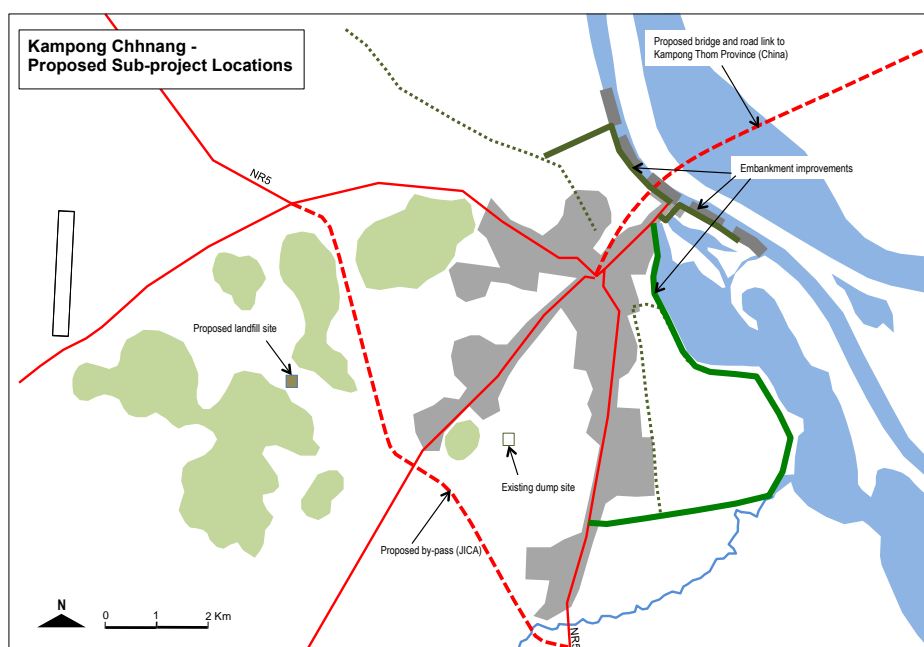 Kampong Chhnang -
Proposed Sub-project Locations
Proposed bridge and road link to
Kampong Thom Province (China)
Embankment improvements
NR5
Proposed landfill site
Existing dump site
Proposed by-pass (JICA)
N
0 1 2 Km
NR5